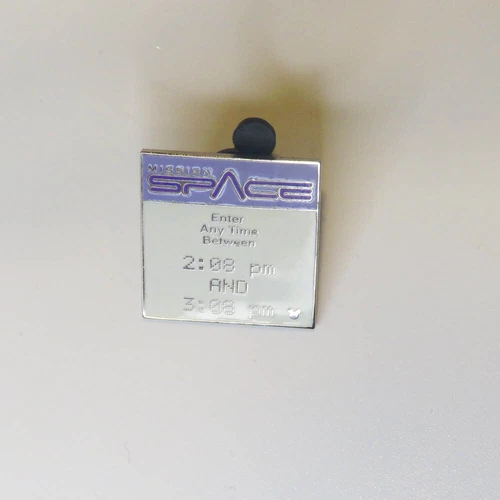 MISSION
SPACE
Enter
Any Time
Between
2:08 pm
AND
3:08 pm